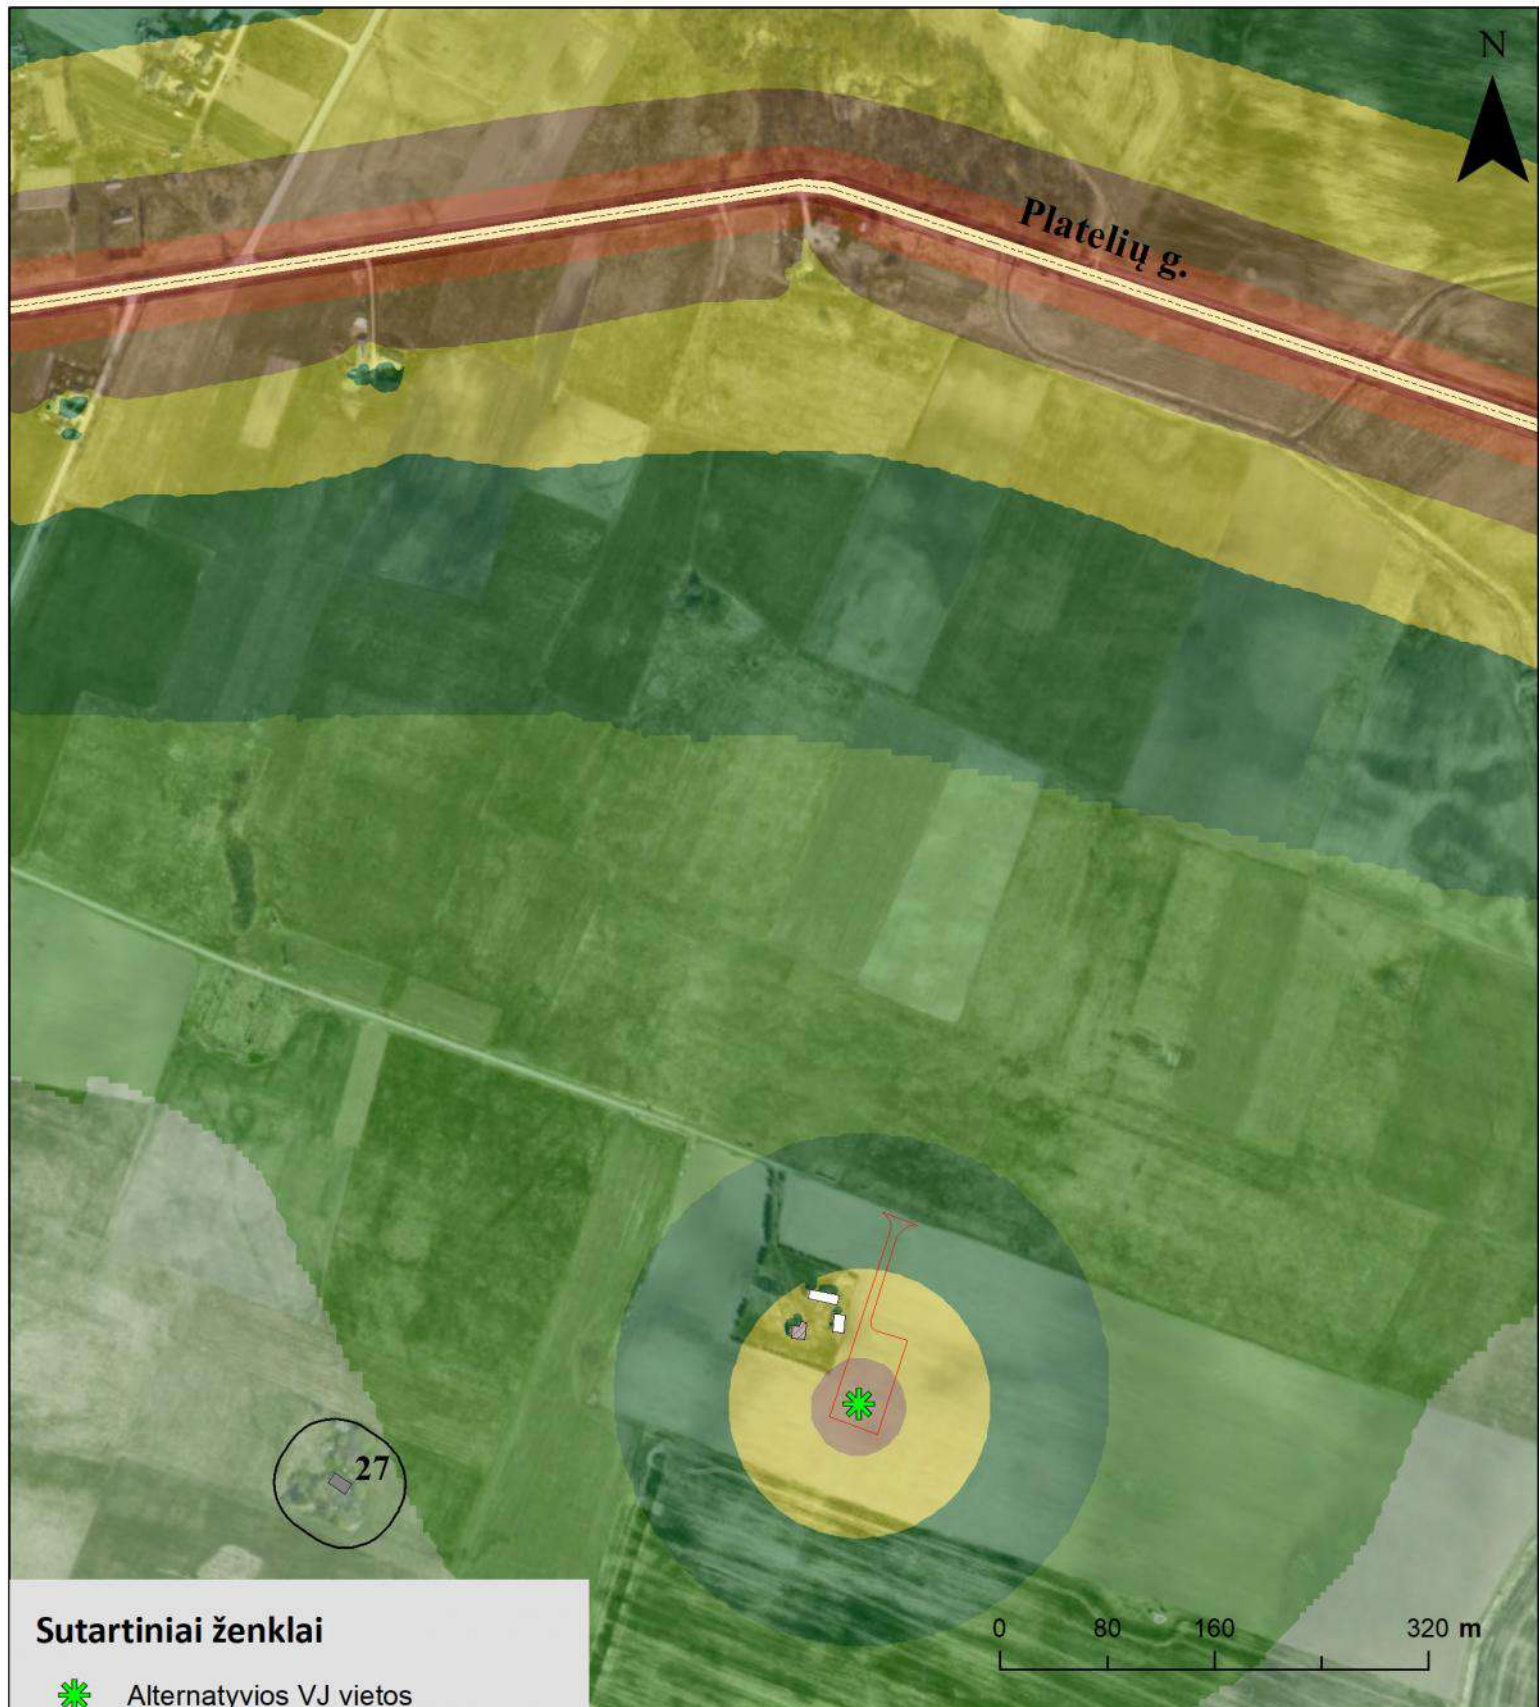 N
Platelių g.
27
Sutartiniai ženklai
Alternatyvios VJ vietos
0 80 160 320 m